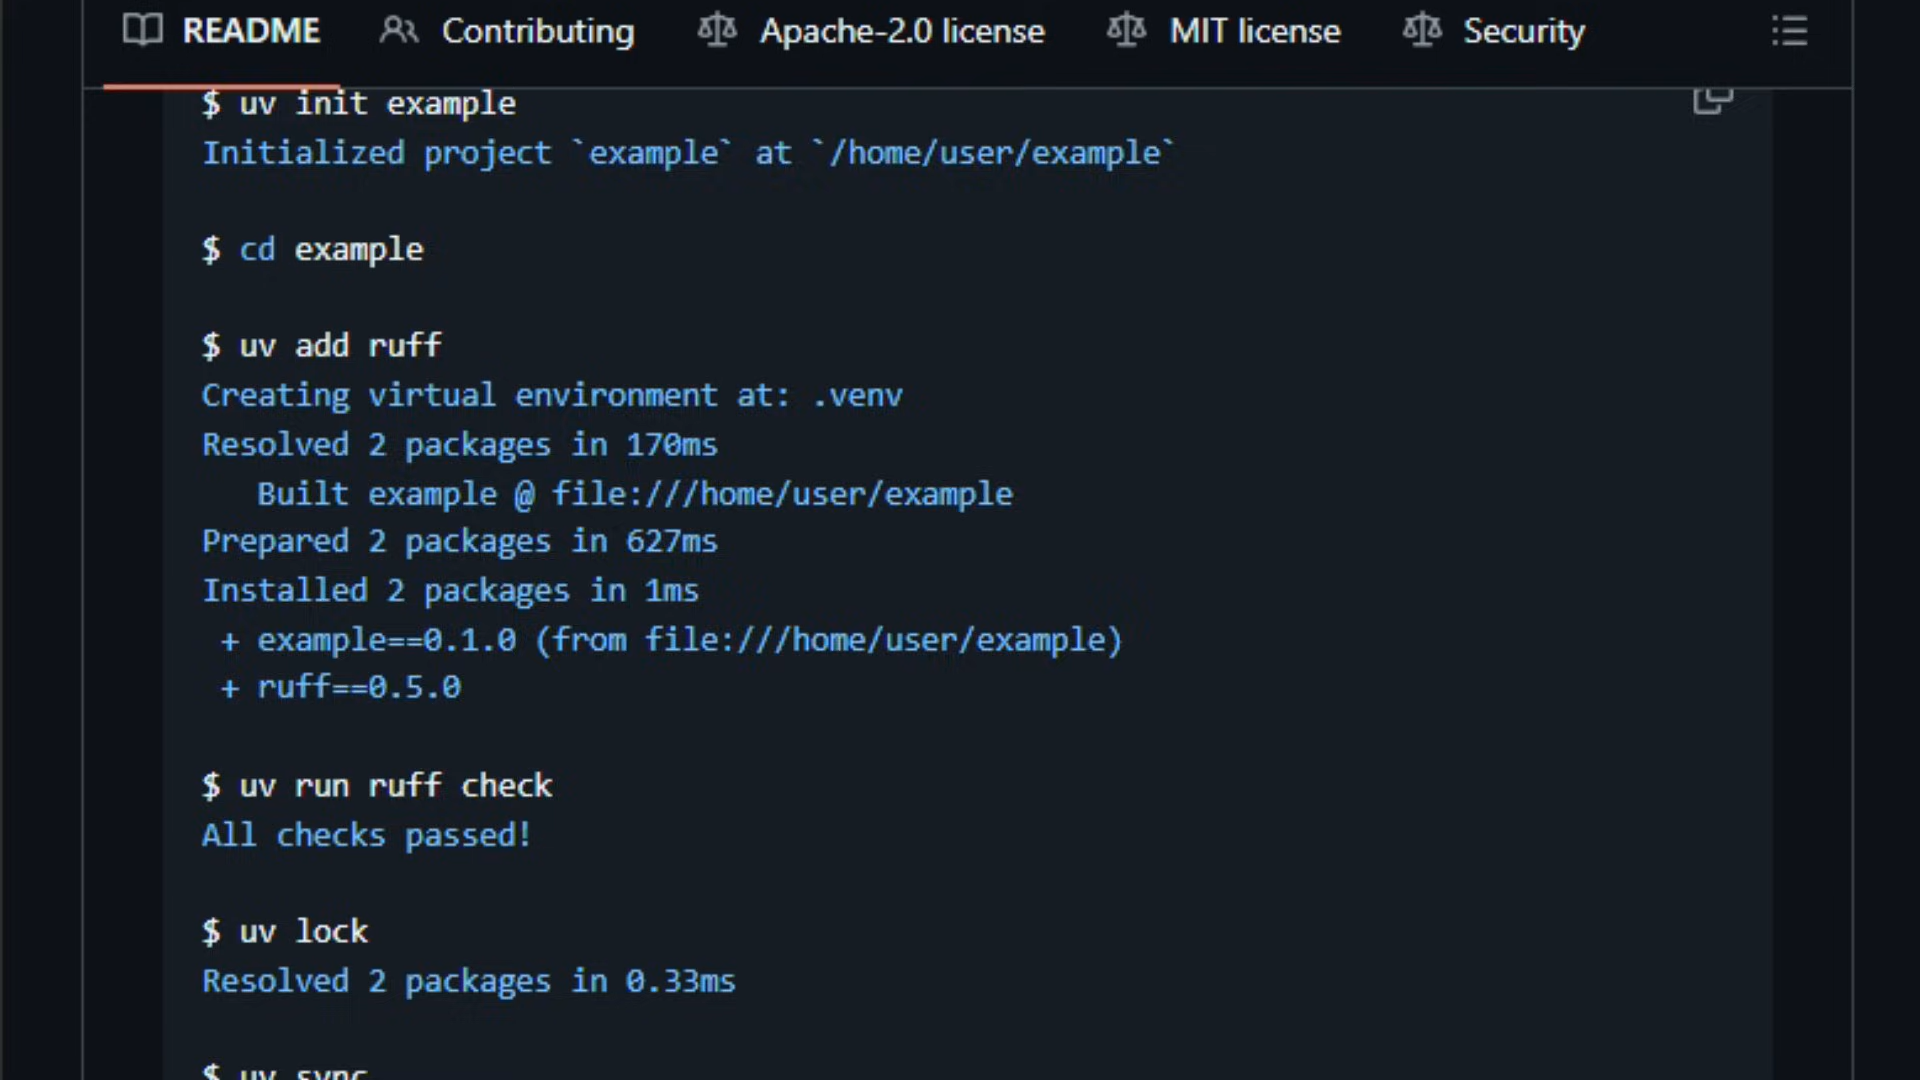 README Contributing Apache-2.0 license MIT license Security
$ uv init example
Initialized project `example` at `/home/user/example`
$ cd example
$ uv add ruff
Creating virtual environment at: .venv
Resolved 2 packages in 170ms
Built example @ file:///home/user/example
Prepared 2 packages in 627ms
Installed 2 packages in 1ms
+ example==0.1.0 (from file:///home/user/example)
+ ruff==0.5.0
$ uv run ruff check
All checks passed!
$ uv lock
Resolved 2 packages in 0.33ms
$ uv sync